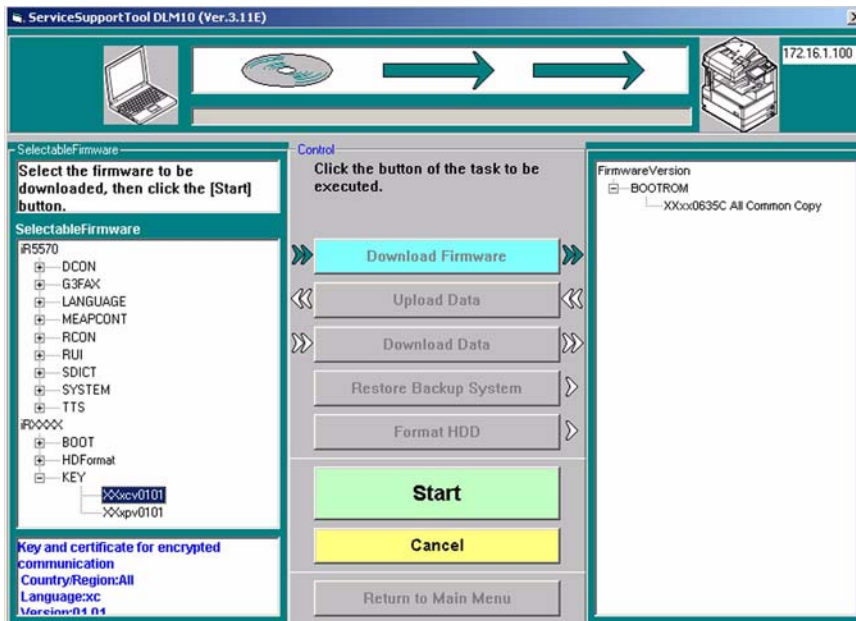 ServiceSupportTool DLM10 (Ver.3.11E)
172.16.1.100
SelectableFirmware
Select the firmware to be
downloaded, then click the [Start]
button.
SelectableFirmware
iR5570
DCON
G3FAX
LANGUAGE
MEAPCONT
RCON
RUI
SDICT
SYSTEM
TTS
iRXXXX
BOOT
HDFormat
KEY
XXxcv0101
XXxpv0101
Key and certificate for encrypted
communication
Country/Region:All
Language:xc
Version:01.01
Control
Click the button of the task to be
executed.
Download Firmware
Upload Data
Download Data
Restore Backup System
Format HDD
Start
Cancel
Return to Main Menu
FirmwareVersion
BOOTROM
XXxx0635C All Common Copy